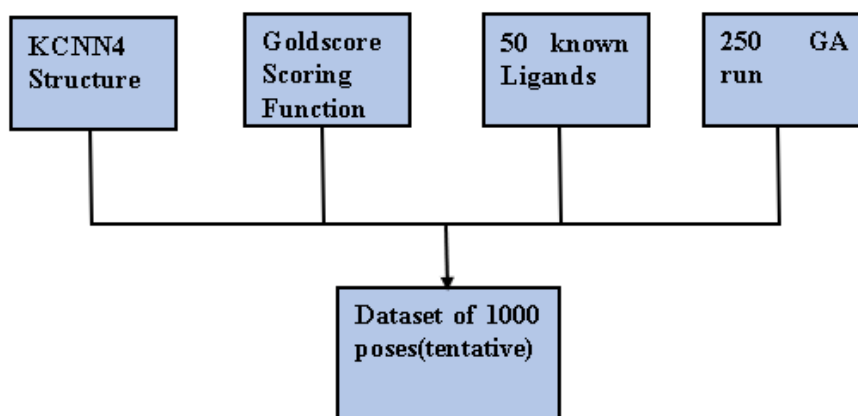 KCNN4
Structure
Goldscore
Scoring
Function
50 known
Ligands
250 GA
run
Dataset of 1000
poses(tentative)